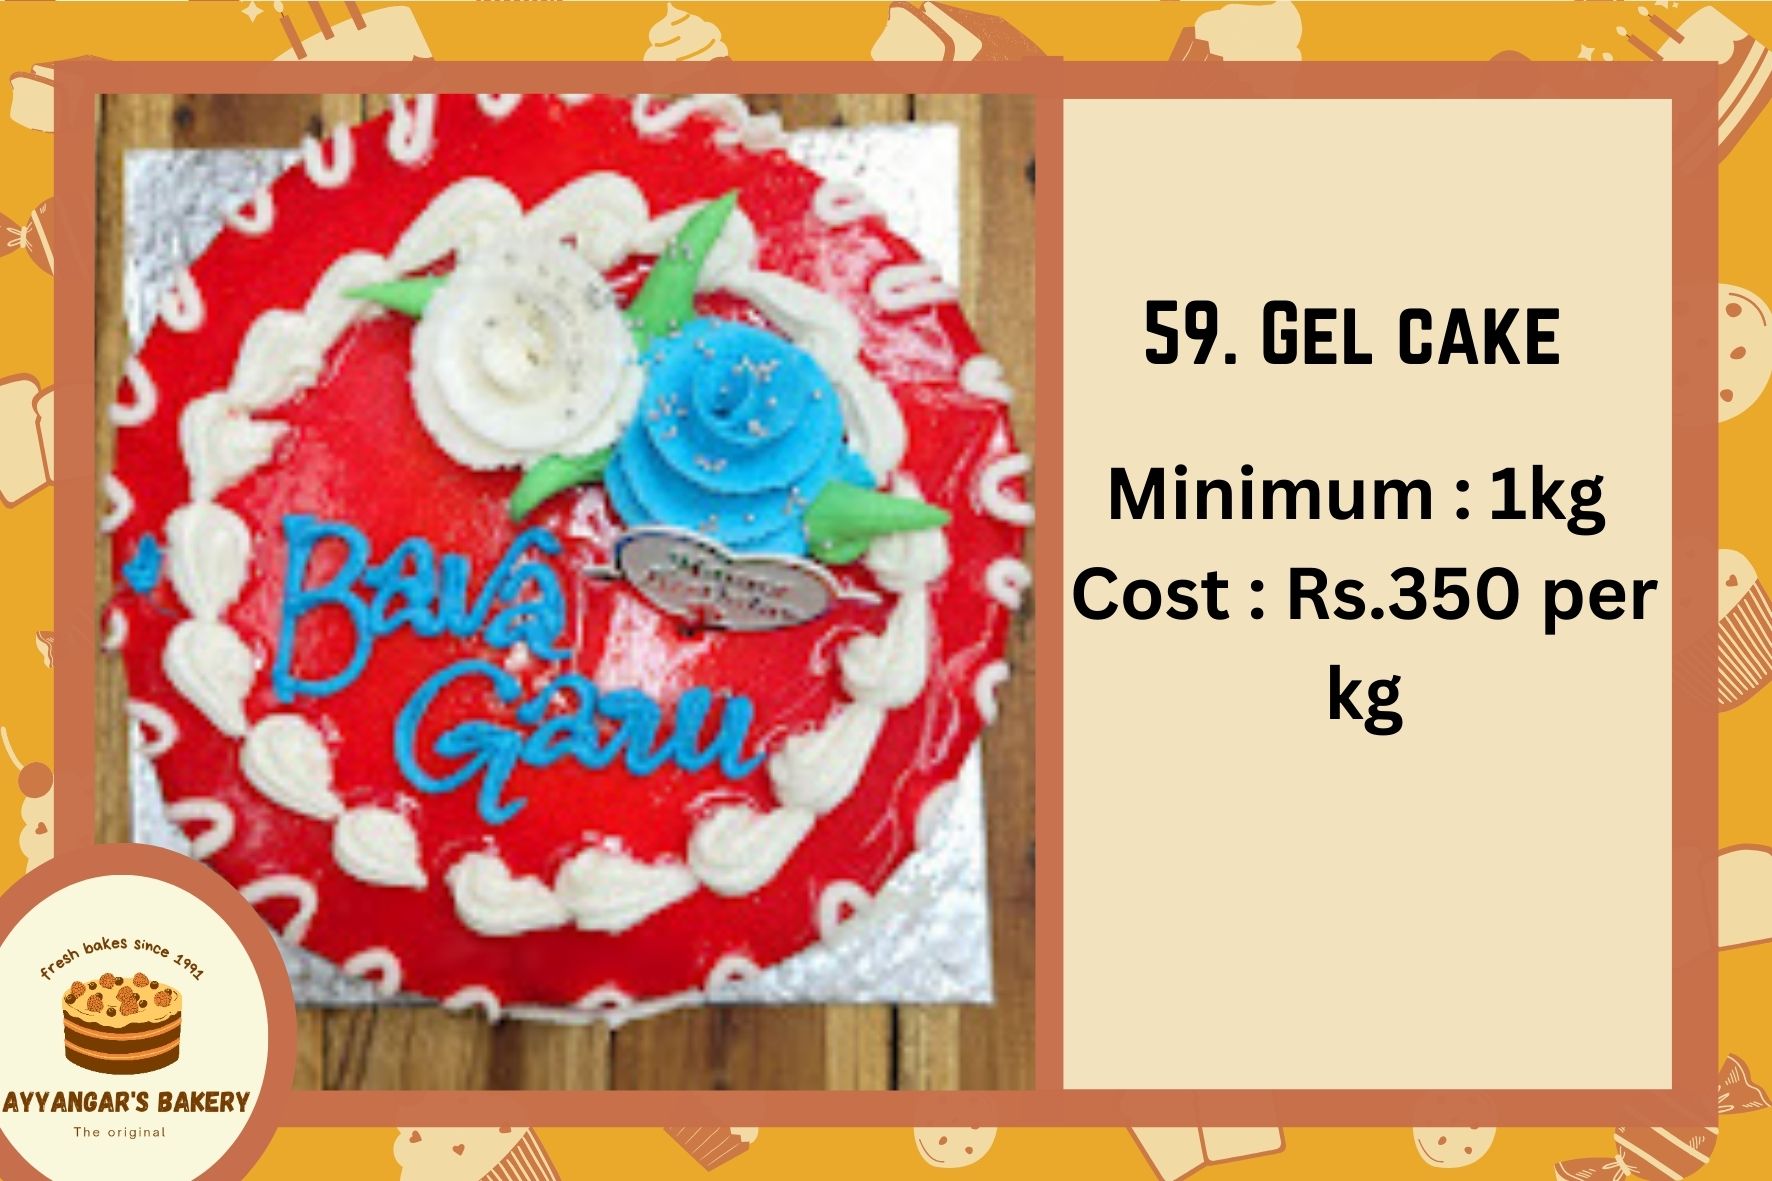 59. GEL CAKE
Minimum : 1kg
Cost : Rs.350 per
kg
Bava
Garu
fresh bakes since 1991
AYYANGAR'S BAKERY
The original